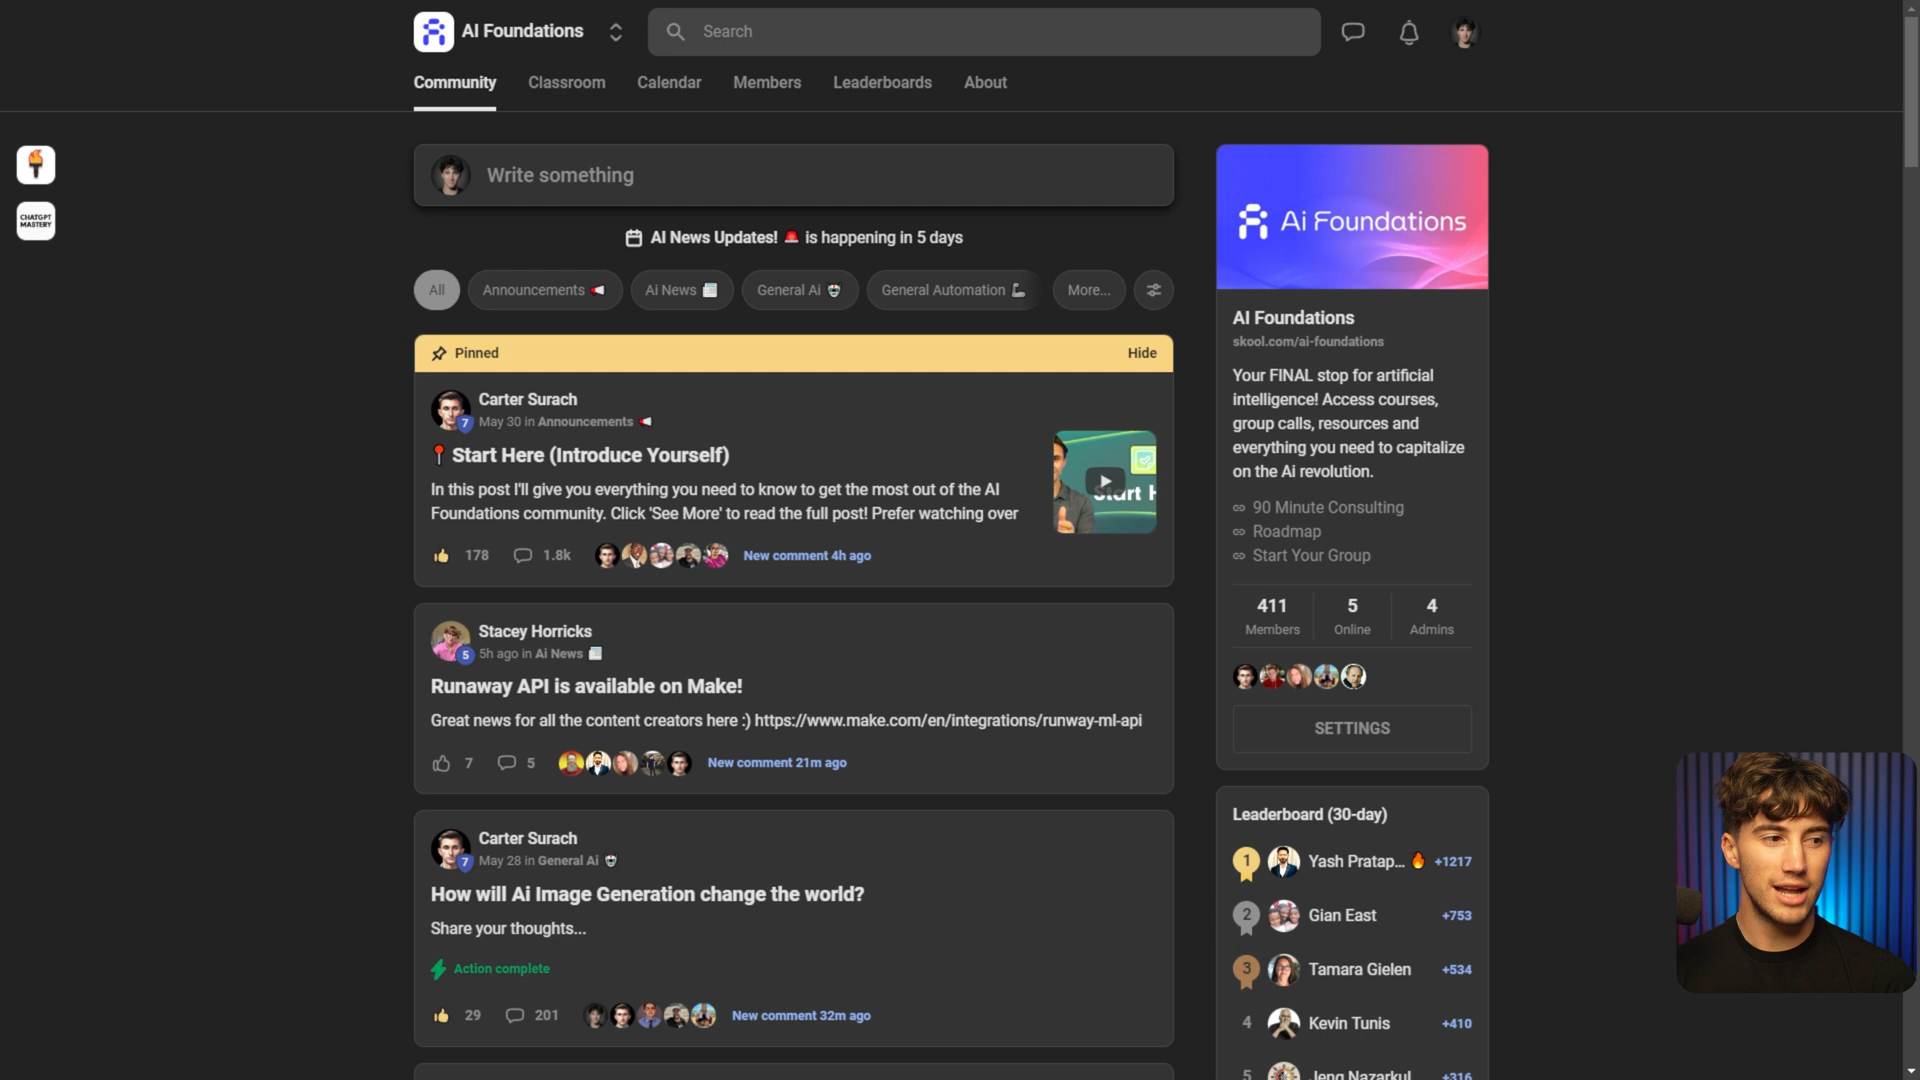 AI Foundations
Search
Community
Classroom
Calendar
Members
Leaderboards
About
CHATGPT
MASTERY
Write something
AI News Updates! 🚨 is happening in 5 days
All
Announcements
Ai News
General Ai
General Automation
More...
Pinned
Hide
Carter Surach
7
May 30 in Announcements
Start Here (Introduce Yourself)
In this post I'll give you everything you need to know to get the most out of the AI
Foundations community. Click 'See More' to read the full post! Prefer watching over
Start H
178
1.8k
New comment 4h ago
Stacey Horricks
5
5h ago in Ai News
Runaway API is available on Make!
Great news for all the content creators here :) https://www.make.com/en/integrations/runway-ml-api
7
5
New comment 21m ago
Carter Surach
7
May 28 in General Ai
How will Ai Image Generation change the world?
Share your thoughts...
Action complete
29
201
New comment 32m ago
Ai Foundations
AI Foundations
skool.com/ai-foundations
Your FINAL stop for artificial
intelligence! Access courses,
group calls, resources and
everything you need to capitalize
on the Ai revolution.
90 Minute Consulting
Roadmap
Start Your Group
411
Members
5
Online
4
Admins
SETTINGS
Leaderboard (30-day)
1 Yash Pratap... 🔥 +1217
2 Gian East +753
3 Tamara Gielen +534
4 Kevin Tunis +410
5 Jeng Nazarkul +316